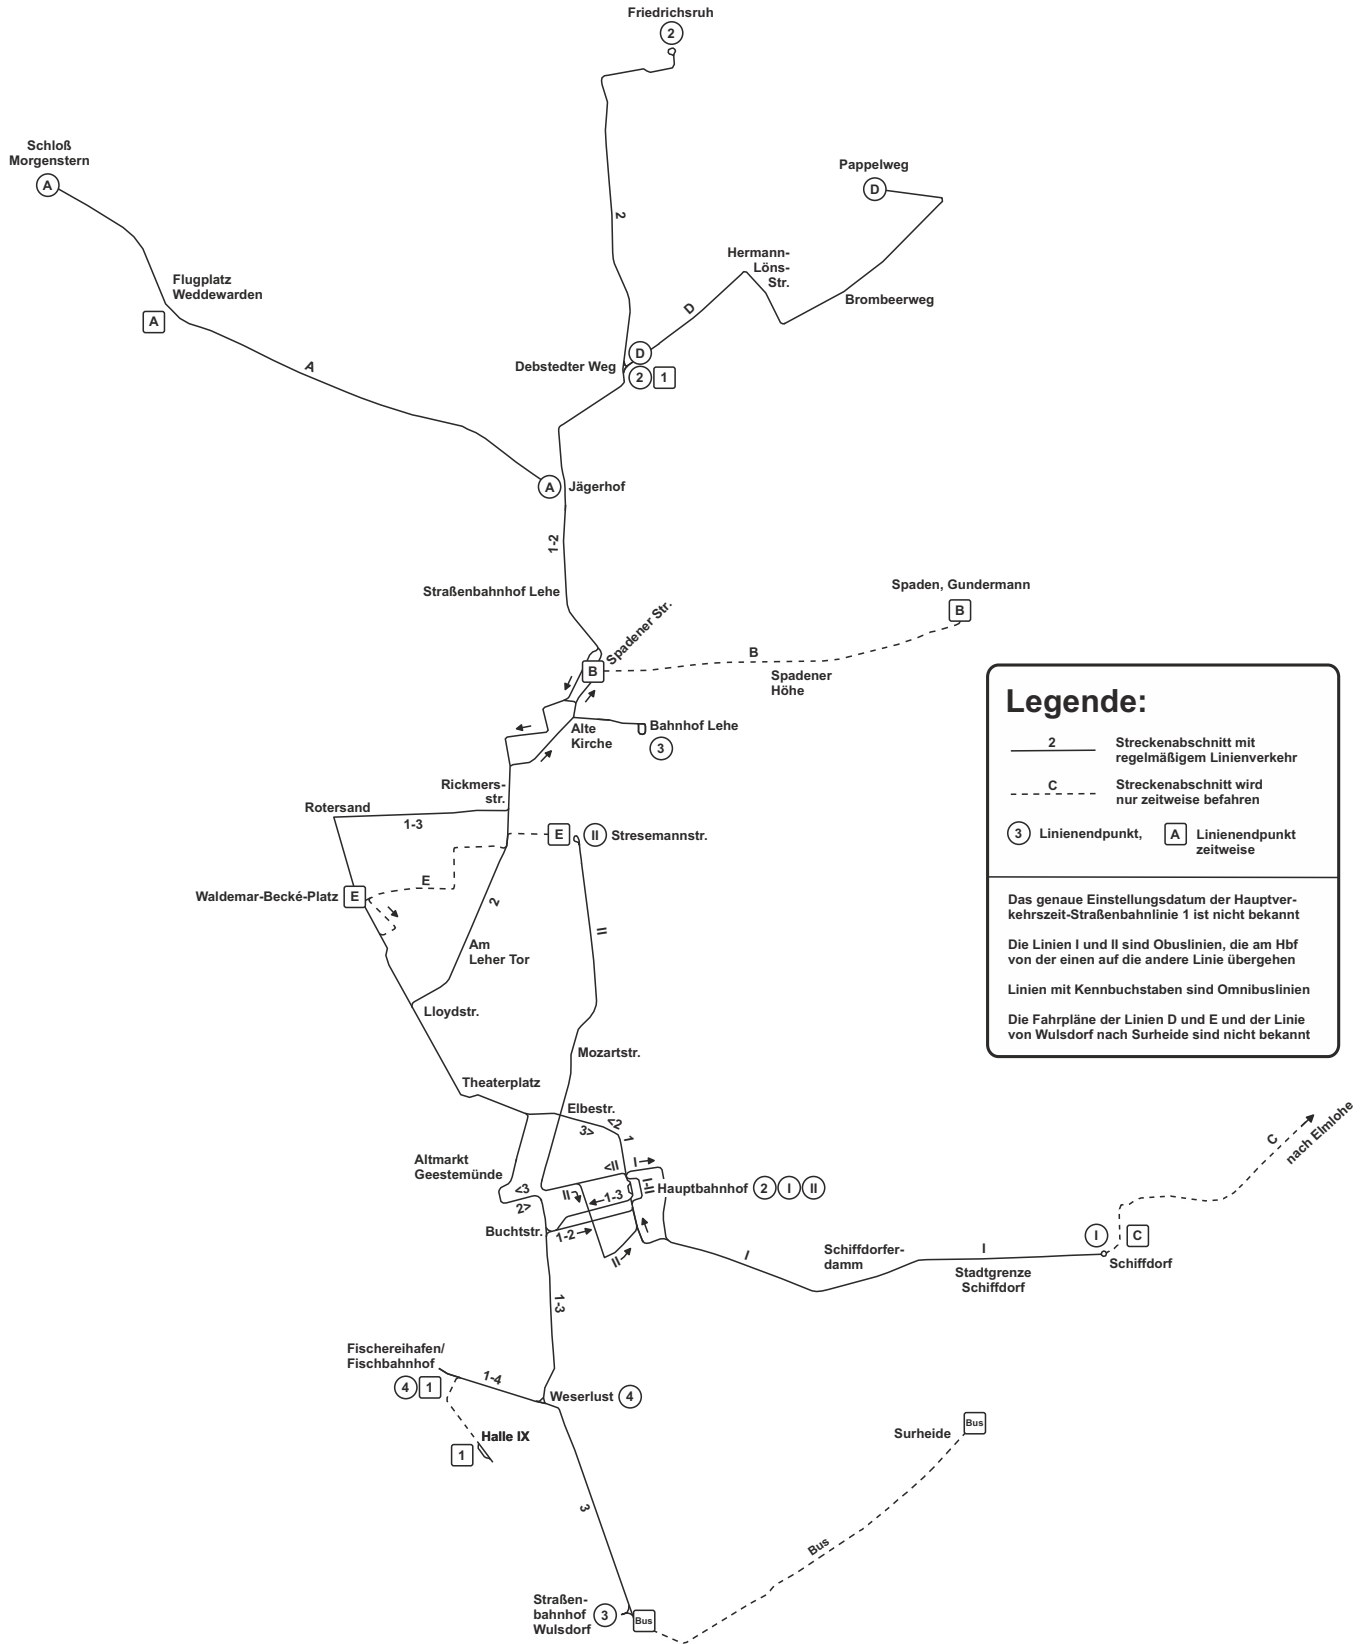 Friedrichsruh
2
Schloß
Morgenstern
A
Pappelweg
D
2
Hermann-
Löns-
Str.
Flugplatz
Weddewarden
A
Brombeerweg
D
A
Debstedter Weg
D
2
1
A
Jägerhof
1-2
Straßenbahnhof Lehe
Spadener Str.
B
B
Spadener
Höhe
Spaden, Gundermann
B
Alte
Kirche
Bahnhof Lehe
3
Rickmers-
str.
Rotersand
1-3
E
II
Stresemannstr.
Waldemar-Becké-Platz
E
E
2
II
Am
Leher Tor
Lloydstr.
Mozartstr.
Theaterplatz
Elbestr.
<2
3>
1
Altmarkt
Geestemünde
<II
I
<3
2>
II
1-3
I-II
Hauptbahnhof
2
I
II
Buchtstr.
1-2
II
I
Schiffdorfer-
damm
I
Stadtgrenze
Schiffdorf
I
C
Schiffdorf
C
nach Elmlohe
1-3
Fischereihafen/
Fischbahnhof
4
1
1-4
Weserlust
4
Halle IX
1
3
Surheide
Bus
Bus
Straßen-
bahnhof
Wulsdorf
3
Bus
Legende:
2
Streckenabschnitt mit
regelmäßigem Linienverkehr
C
Streckenabschnitt wird
nur zeitweise befahren
3
Linienendpunkt,
A
Linienendpunkt
zeitweise
Das genaue Einstellungsdatum der Hauptver-
kehrszeit-Straßenbahnlinie 1 ist nicht bekannt
Die Linien I und II sind Obuslinien, die am Hbf
von der einen auf die andere Linie übergehen
Linien mit Kennbuchstaben sind Omnibuslinien
Die Fahrpläne der Linien D und E und der Linie
von Wulsdorf nach Surheide sind nicht bekannt